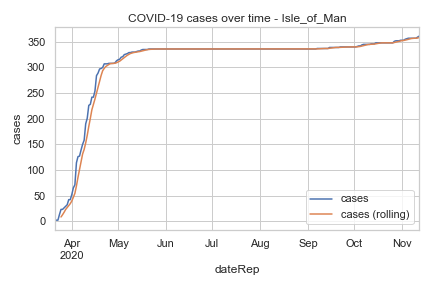 COVID-19 cases over time - Isle_of_Man
cases
350
300
250
200
150
100
50
0
cases
cases (rolling)
Apr May Jun Jul Aug Sep Oct Nov
2020
dateRep